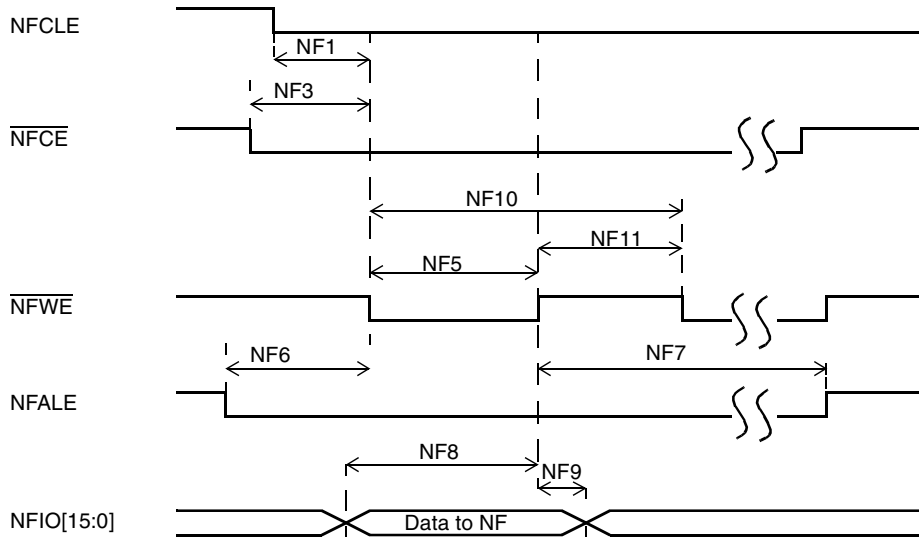 NFCLE
NF1
NF3
NFCE
NF10
NF11
NF5
NFWE
NF6
NF7
NFALE
NF8
NF9
NFIO[15:0]
Data to NF